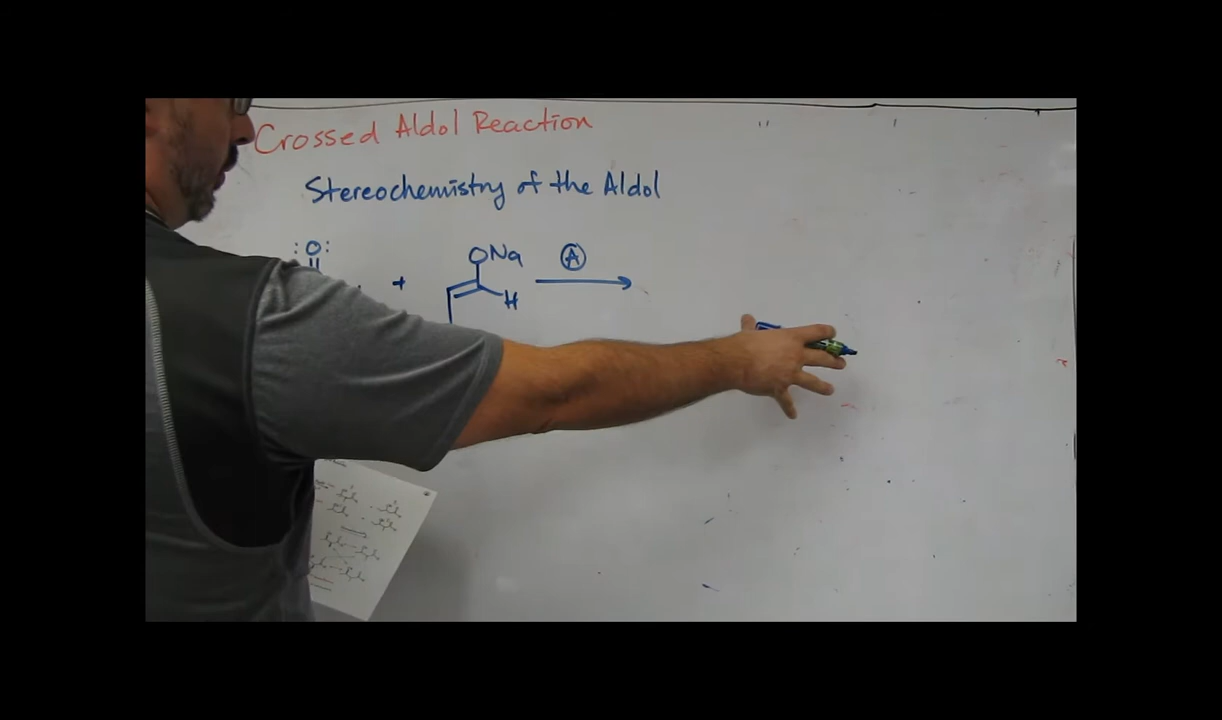 Crossed Aldol Reaction
Stereochemistry of the Aldol
:O: + ONa H A